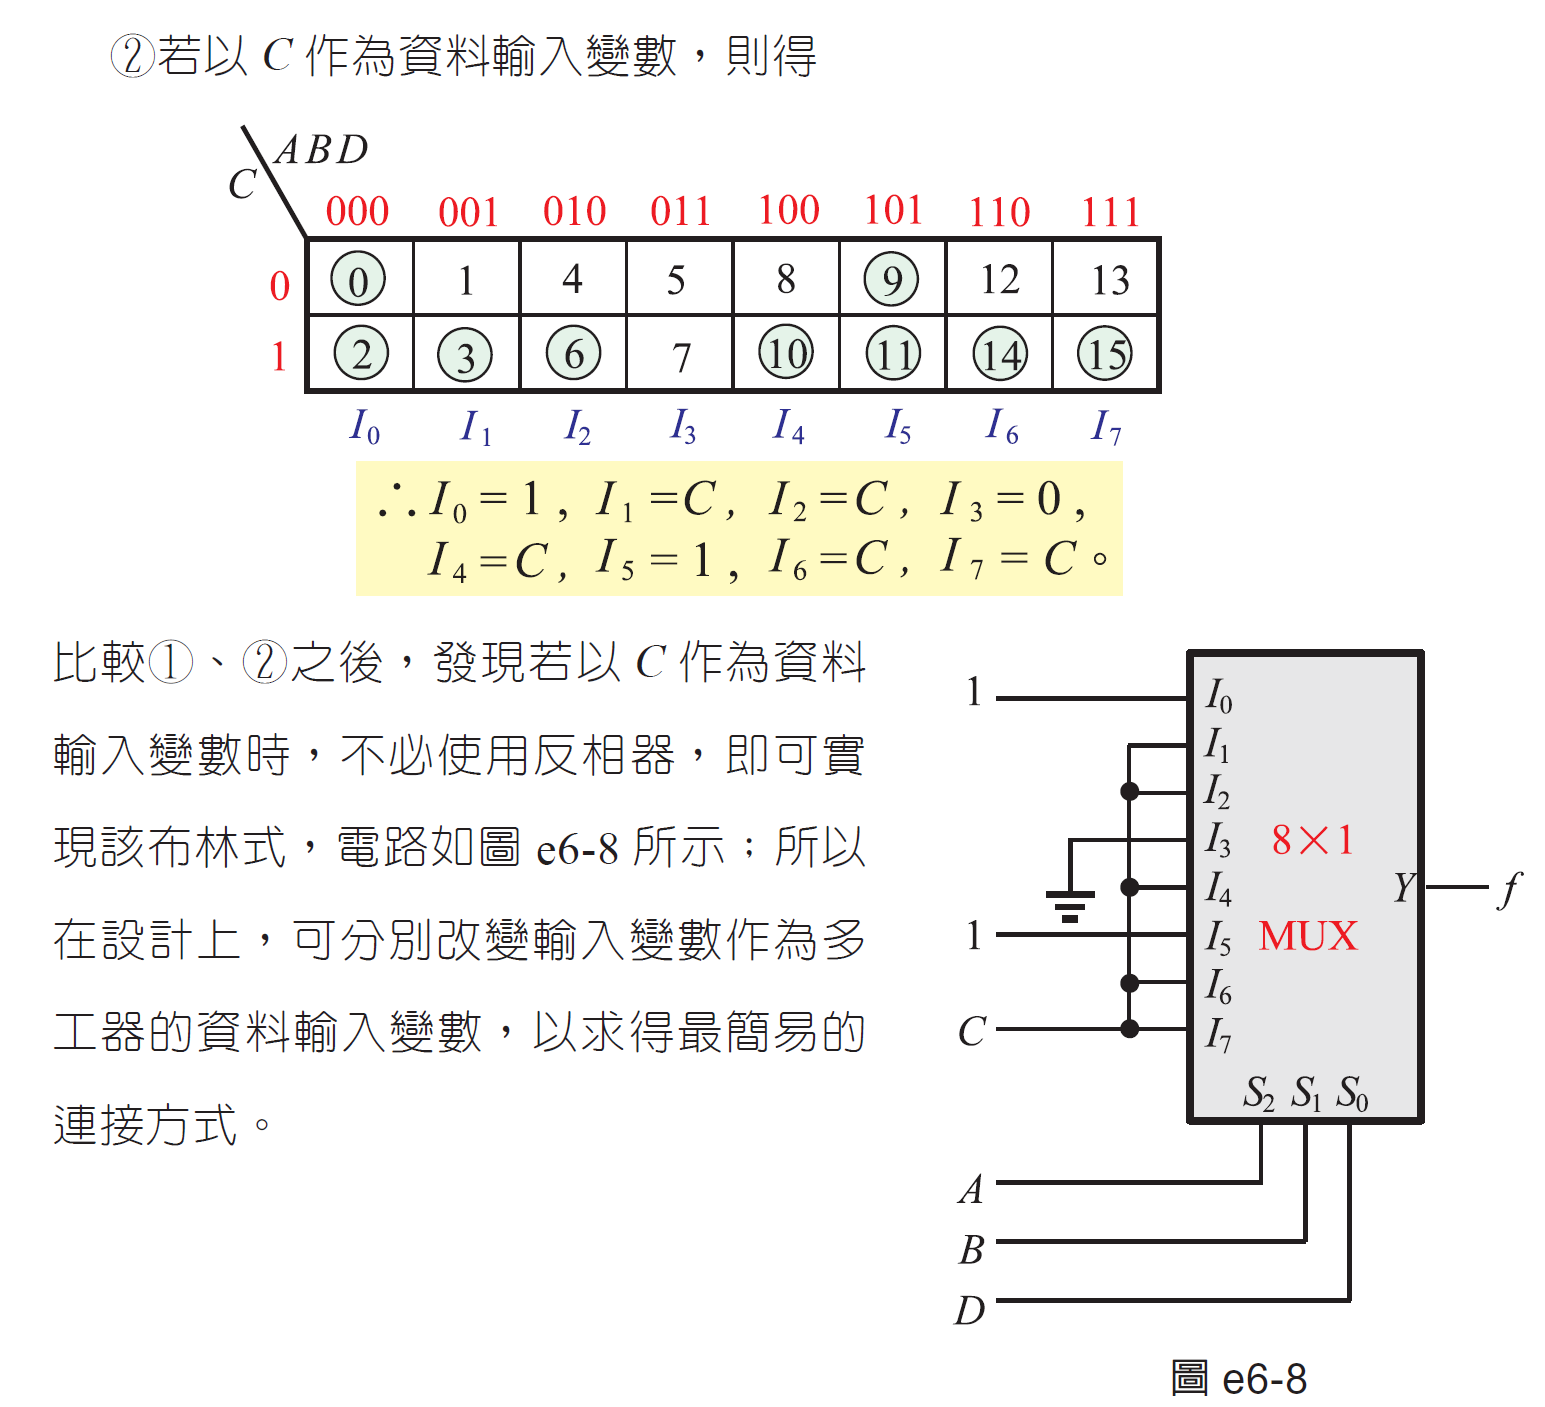 ②若以 C 作為資料輸入變數，則得
A B D
C
000 001 010 011 100 101 110 111
0 0 1 4 5 8 9 12 13
1 2 3 6 7 10 11 14 15
I0 I1 I2 I3 I4 I5 I6 I7
∴I0 = 1 , I1 =C, I2 =C, I3 = 0 ,
I4 =C, I5 = 1 , I6 =C, I7 = C。
比較①、②之後，發現若以 C 作為資料
輸入變數時，不必使用反相器，即可實
現該布林式，電路如圖 e6-8 所示；所以
在設計上，可分別改變輸入變數作為多
工器的資料輸入變數，以求得最簡易的
連接方式。
1 I0
I1
I2
I3 8×1
I4 Y f
1 I5 MUX
I6
C I7
S2 S1 S0
A
B
D
圖 e6-8